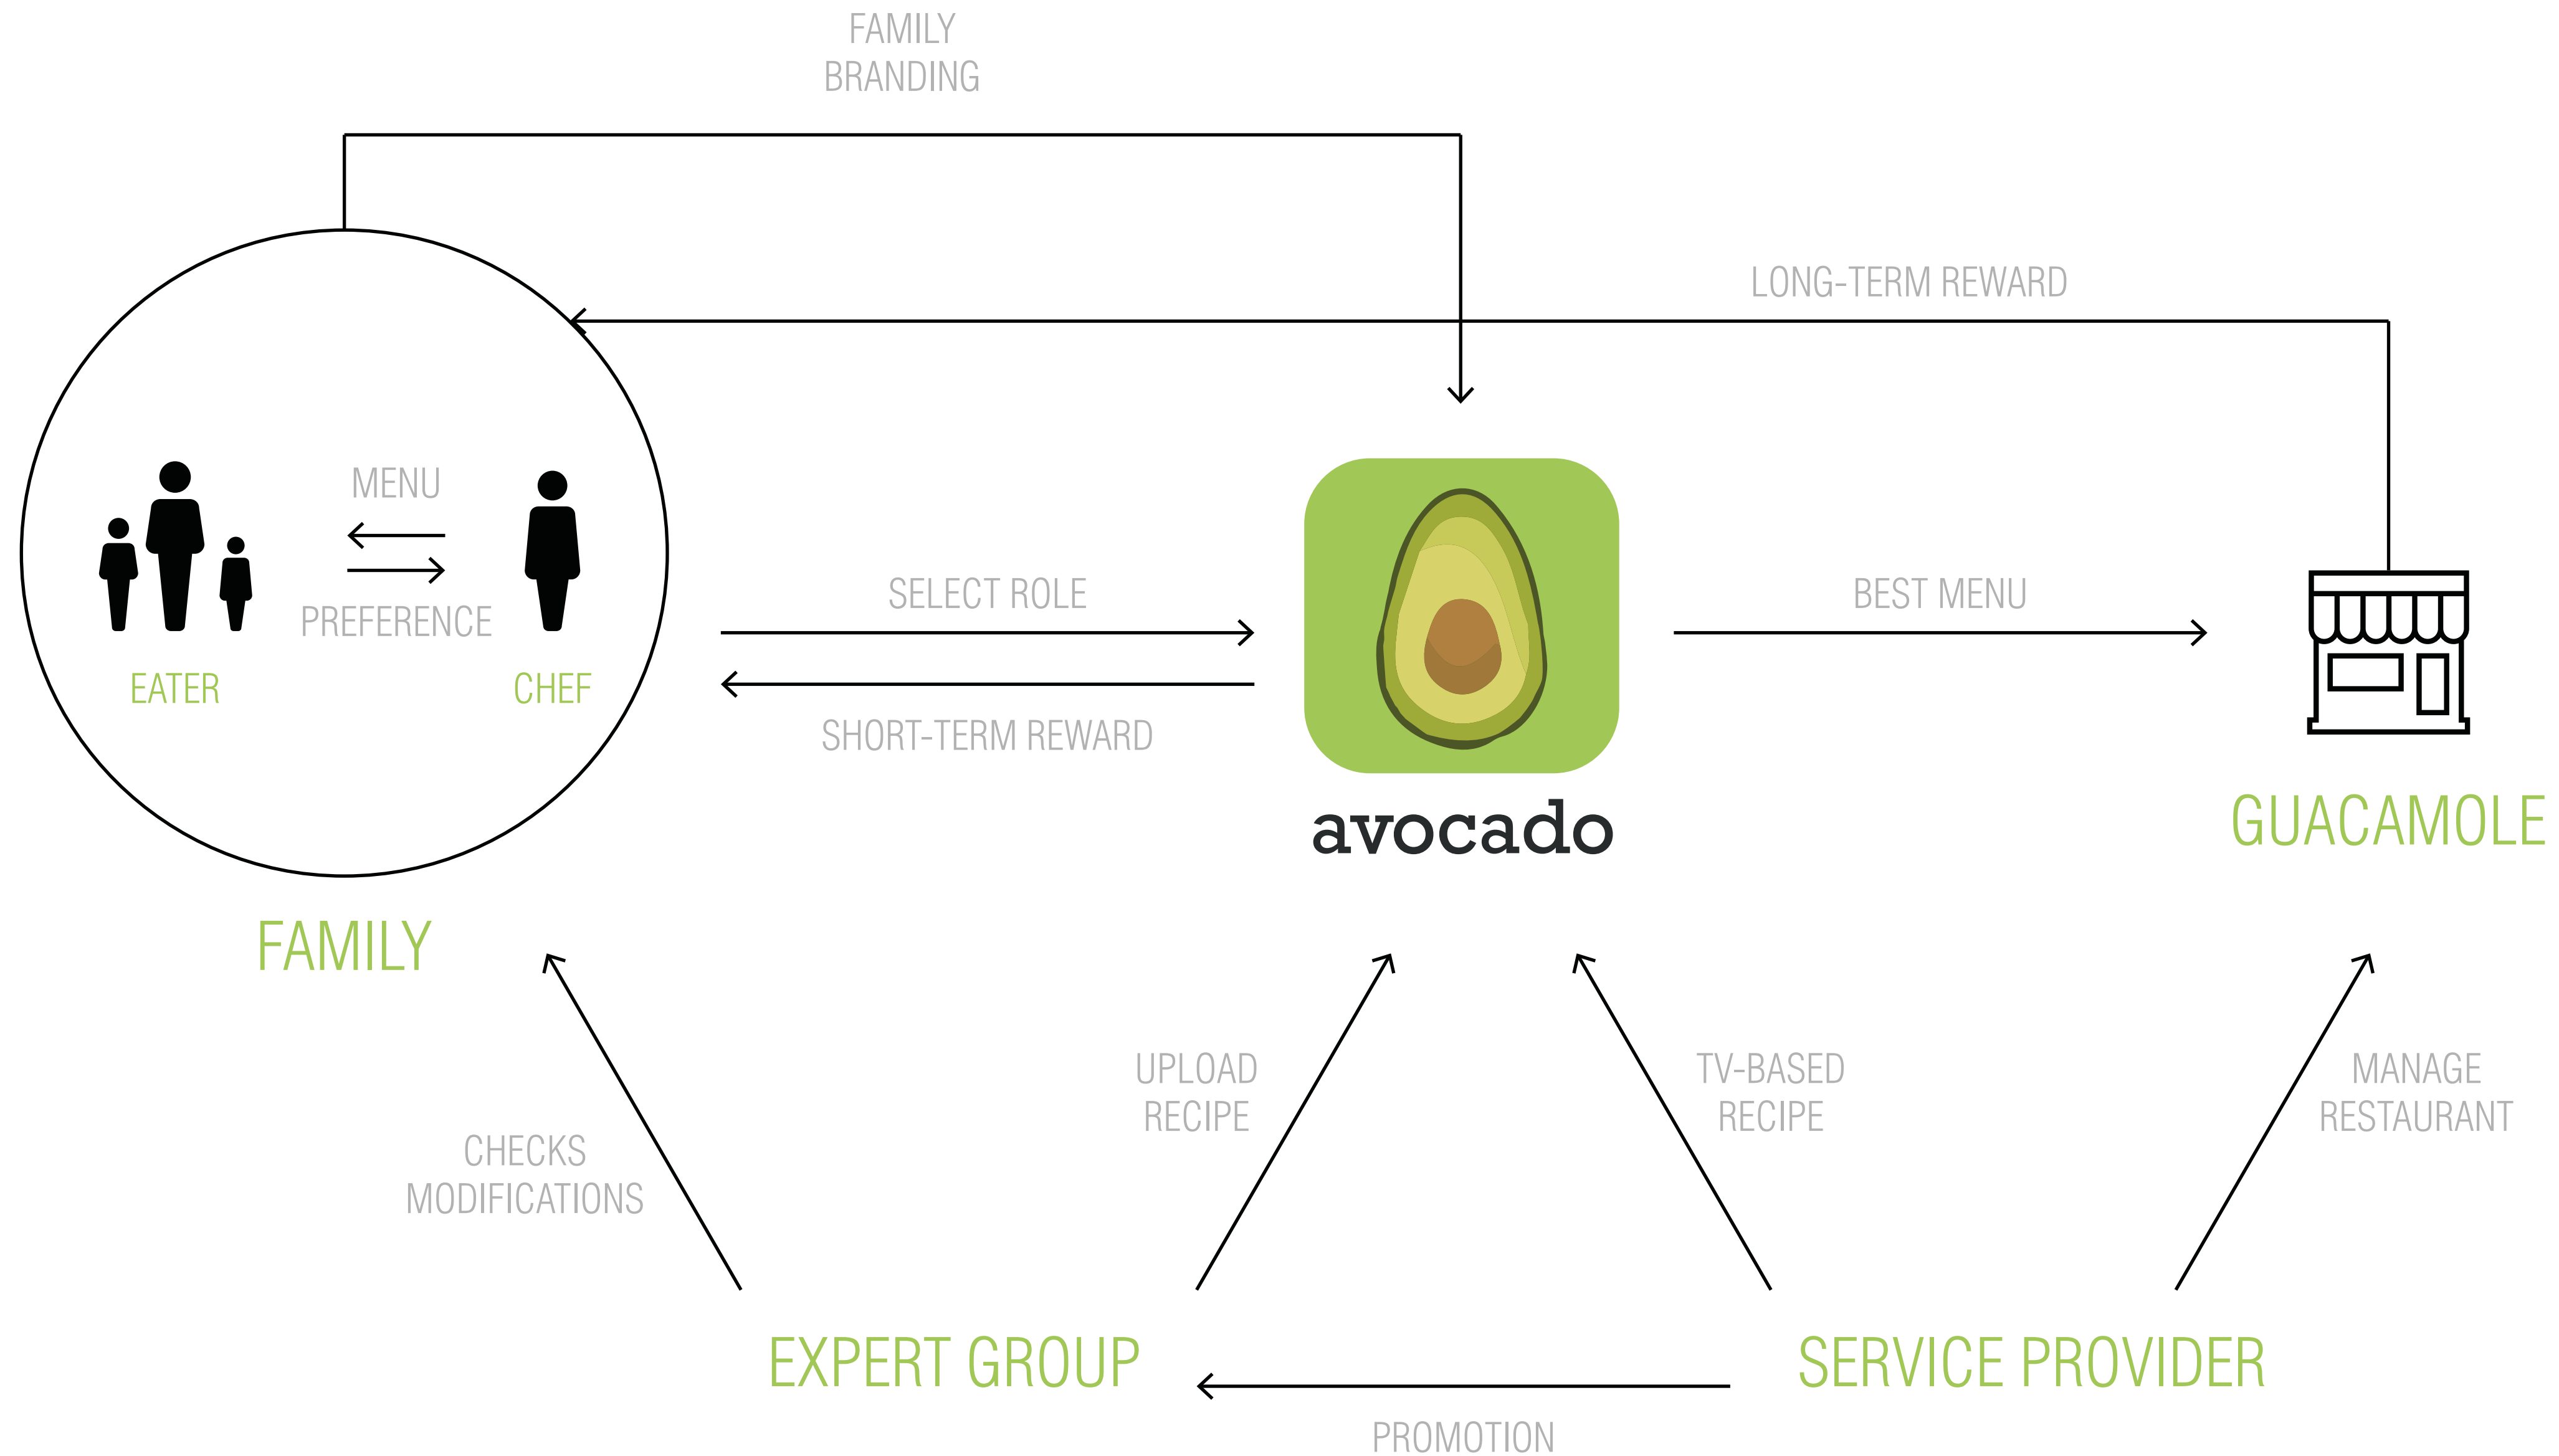 FAMILY
BRANDING
LONG-TERM REWARD
MENU
PREFERENCE
EATER
CHEF
SELECT ROLE
SHORT-TERM REWARD
BEST MENU
avocado
GUACAMOLE
FAMILY
CHECKS
MODIFICATIONS
UPLOAD
RECIPE
TV-BASED
RECIPE
MANAGE
RESTAURANT
EXPERT GROUP
SERVICE PROVIDER
PROMOTION